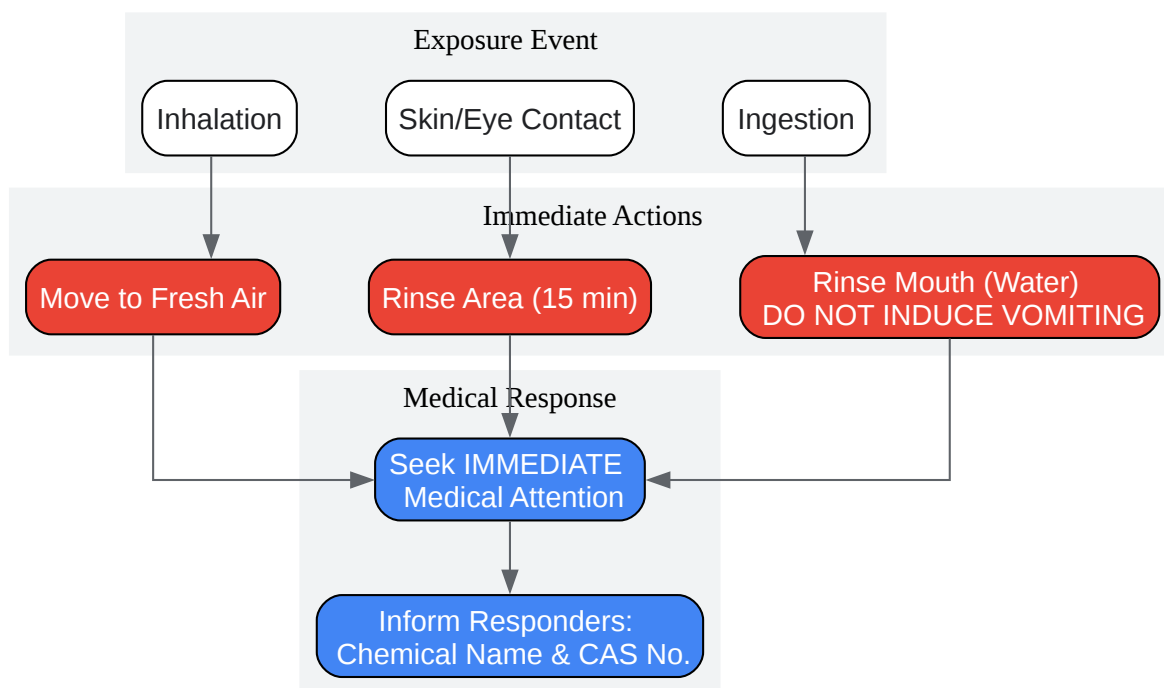 Exposure Event
Inhalation
Skin/Eye Contact
Ingestion
Immediate Actions
Move to Fresh Air
Rinse Area (15 min)
Rinse Mouth (Water)
DO NOT INDUCE VOMITING
Medical Response
Seek IMMEDIATE
Medical Attention
Inform Responders:
Chemical Name & CAS No.